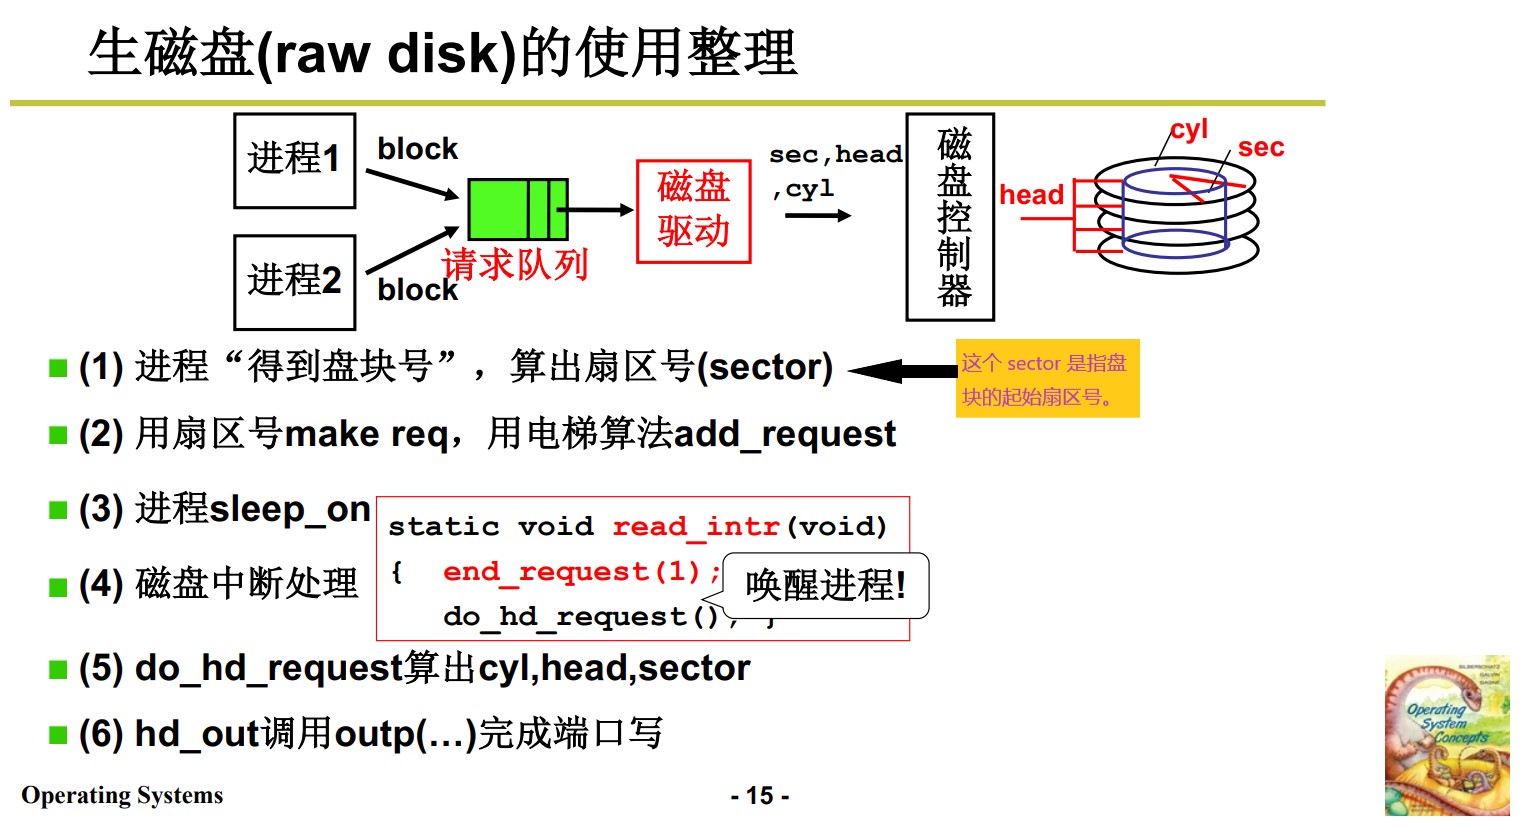 生磁盘(raw disk)的使用整理
进程1
block
进程2
block
请求队列
磁盘
驱动
sec,head
,cyl
磁
盘
控
制
器
head
cyl
sec
(1) 进程“得到盘块号”，算出扇区号(sector)
这个 sector 是指盘
块的起始扇区号。
(2) 用扇区号make req，用电梯算法add_request
(3) 进程sleep_on
(4) 磁盘中断处理
static void read_intr(void)
{ end_request(1);
do_hd_request(); }
唤醒进程!
(5) do_hd_request算出cyl,head,sector
(6) hd_out调用outp(…)完成端口写
Operating Systems
- 15 -
SILBERSCHATZ
GALVIN
GAGNE
Operating
System
Concepts